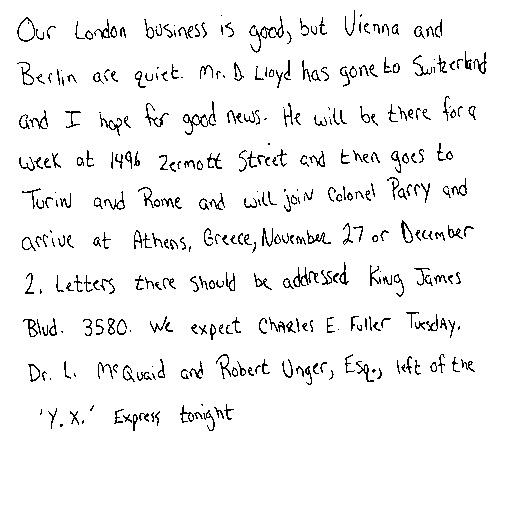 Our London business is good, but Vienna and
Berlin are quiet. Mr. D. Lloyd has gone to Switzerland
and I hope for good news. He will be there for a
week at 1496 Zermott Street and then goes to
Turin and Rome and will join Colonel Parry and
arrive at Athens, Greece, November 27 or December
2. Letters there should be addressed King James
Blvd. 3580. We expect Charles E. Fuller Tuesday.
Dr. L. McQuaid and Robert Unger, Esq., left of the
'Y.X.' Express tonight